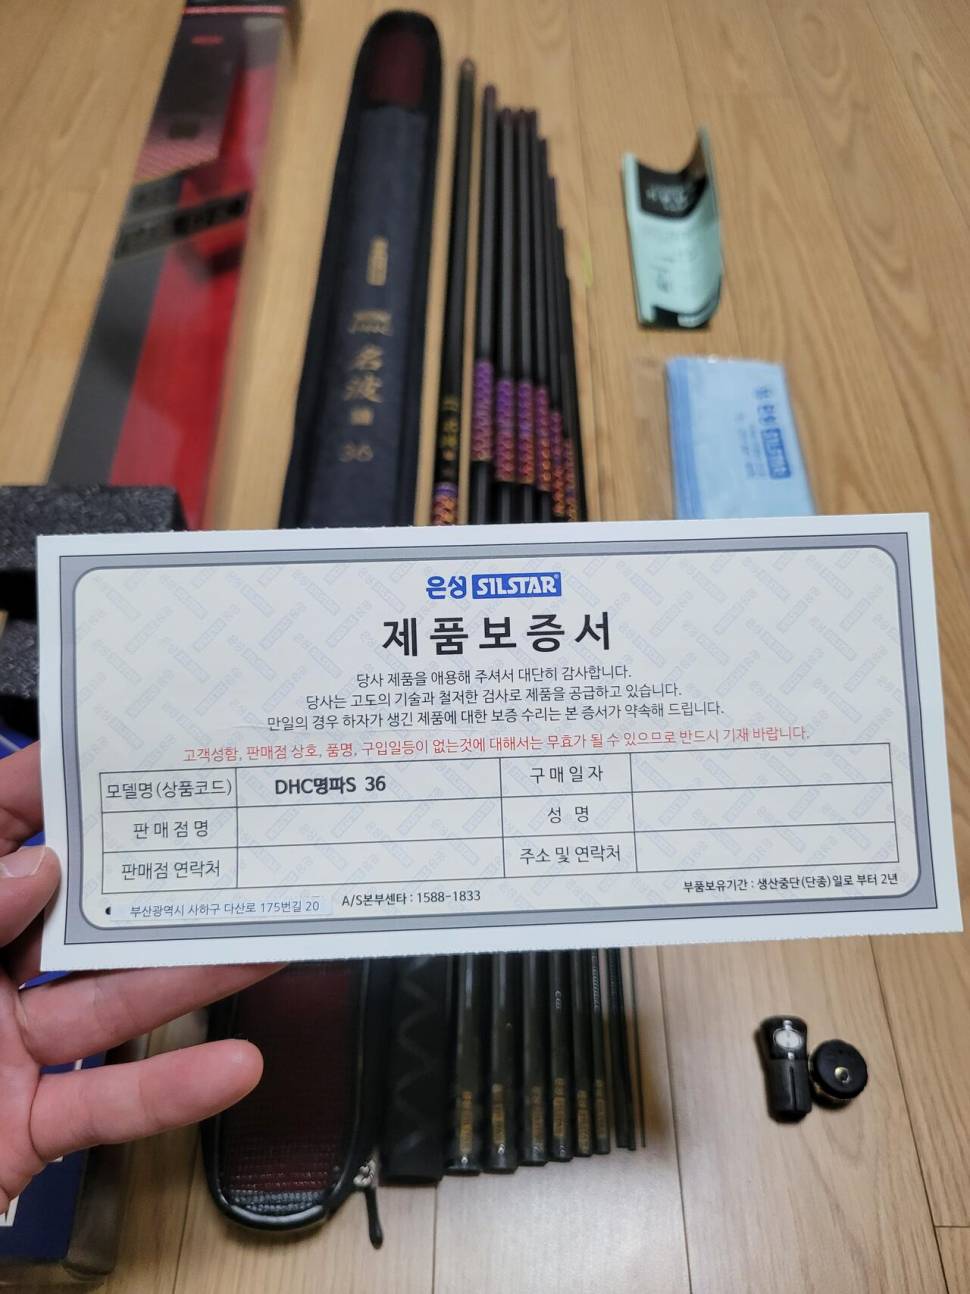 名波
36
은성 SILSTAR
SILSTAR
은성 SILSTAR®
제품보증서
당사 제품을 애용해 주셔서 대단히 감사합니다.
당사는 고도의 기술과 철저한 검사로 제품을 공급하고 있습니다.
만일의 경우 하자가 생긴 제품에 대한 보증 수리는 본 증서가 약속해 드립니다.
고객성함, 판매점 상호, 품명, 구입일등이 없는것에 대해서는 무효가 될 수 있으므로 반드시 기재 바랍니다.
모델명(상품코드) DHC명파S 36 구매일자
판매점명 성 명
판매점 연락처 주소 및 연락처
부산광역시 사하구 다산로 175번길 20 A/S본부센타 : 1588-1833 부품보유기간 : 생산중단(단종)일로 부터 2년